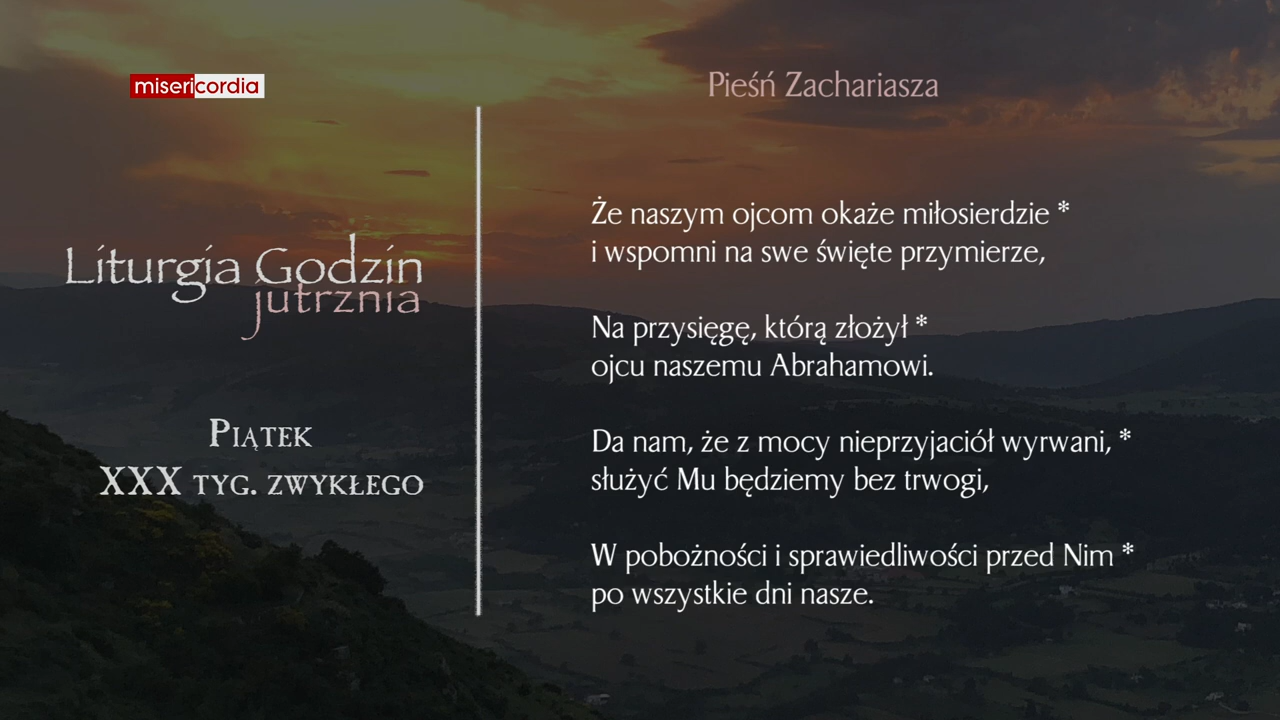 misericordia
Liturgia Godzin
jutrznia
Piątek
XXX tyg. zwykłego
Pieśń Zachariasza
Że naszym ojcom okaże miłosierdzie *
i wspomni na swe święte przymierze,
Na przysięgę, którą złożył *
ojcu naszemu Abrahamowi.
Da nam, że z mocy nieprzyjaciół wyrwani, *
służyć Mu będziemy bez trwogi,
W pobożności i sprawiedliwości przed Nim *
po wszystkie dni nasze.